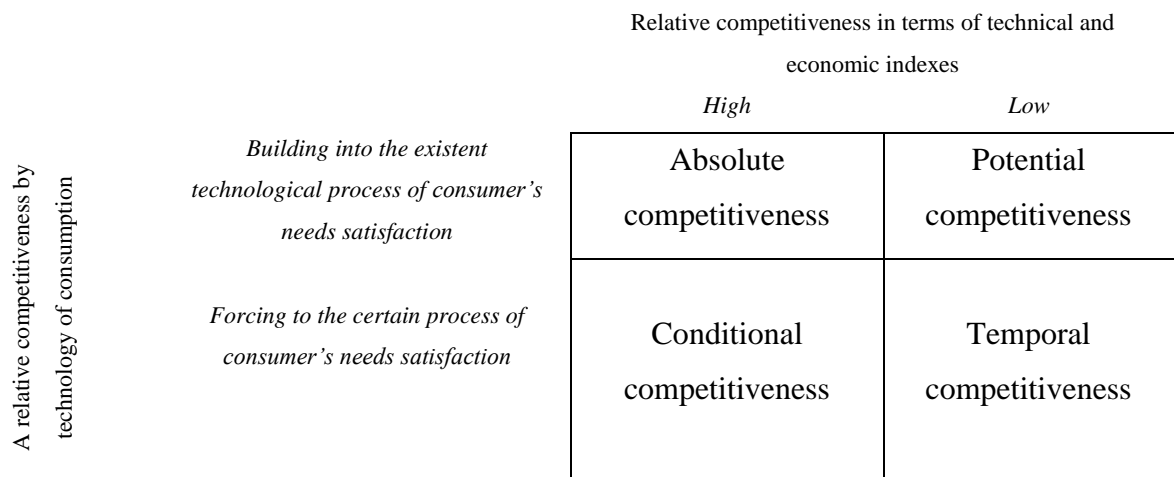 Relative competitiveness in terms of technical and
economic indexes
High Low
Building into the existent
technological process of consumer's
needs satisfaction
Absolute
competitiveness
Potential
competitiveness
A relative competitiveness by
technology of consumption
Forcing to the certain process of
consumer's needs satisfaction
Conditional
competitiveness
Temporal
competitiveness